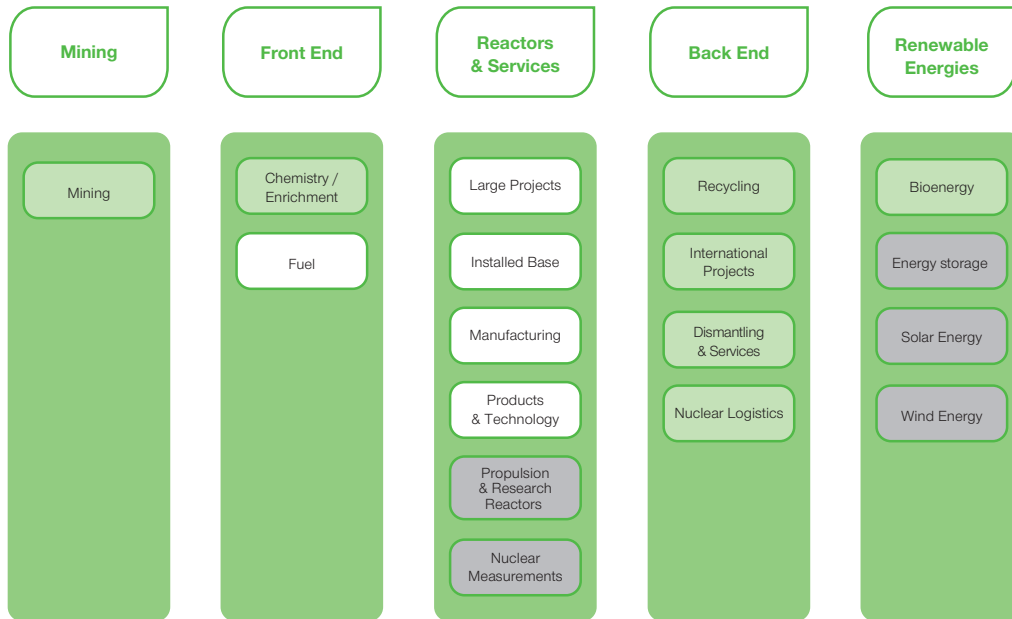 Mining
Front End
Reactors
& Services
Back End
Renewable
Energies
Mining
Chemistry /
Enrichment
Fuel
Large Projects
Installed Base
Manufacturing
Products
& Technology
Propulsion
& Research
Reactors
Nuclear
Measurements
Recycling
International
Projects
Dismantling
& Services
Nuclear Logistics
Bioenergy
Energy storage
Solar Energy
Wind Energy